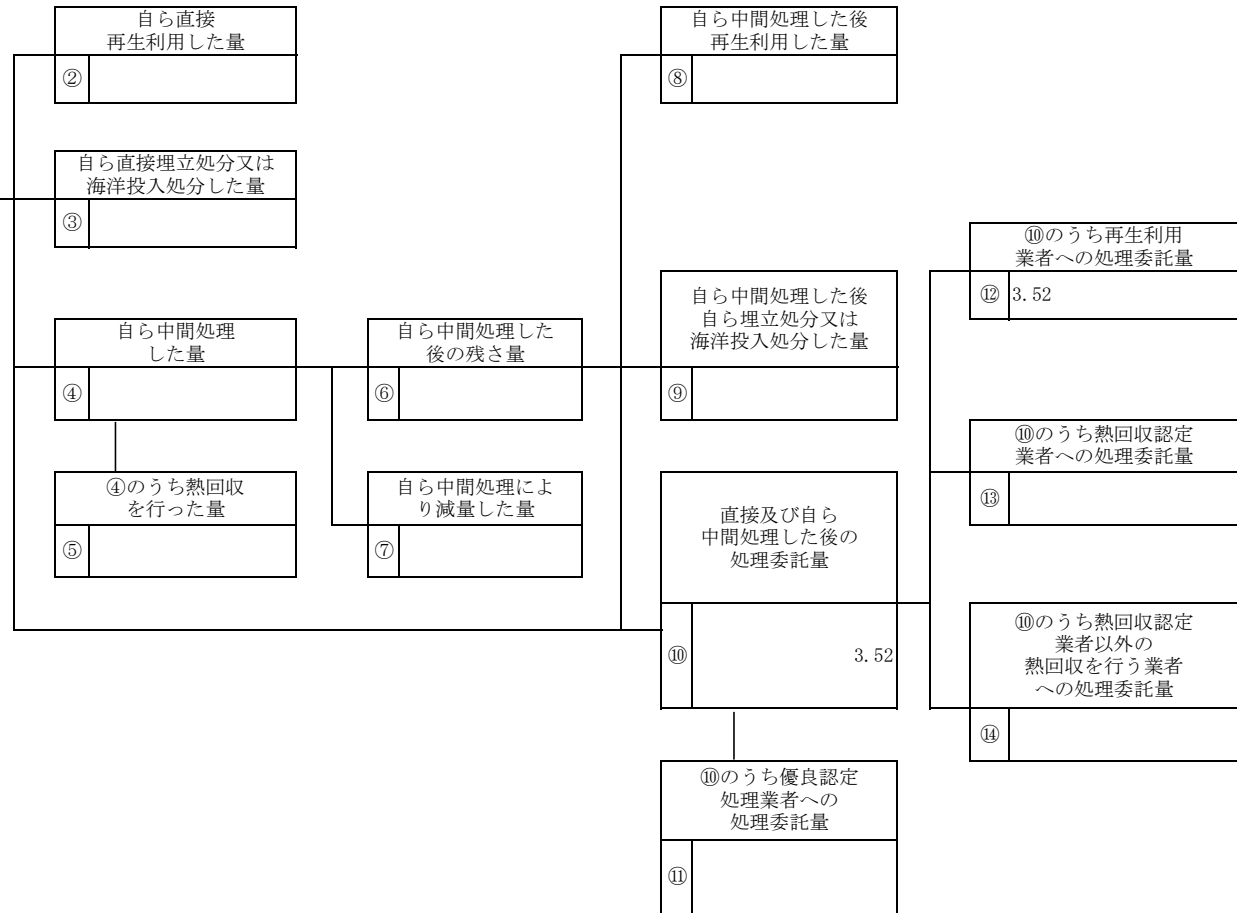 自ら直接
再生利用した量
②
自ら直接埋立処分又は
海洋投入処分した量
③
自ら中間処理
した量
④
④のうち熱回収
を行った量
⑤
自ら中間処理した
後の残さ量
⑥
自ら中間処理によ
り減量した量
⑦
自ら中間処理した後
再生利用した量
⑧
自ら中間処理した後
自ら埋立処分又は
海洋投入処分した量
⑨
直接及び自ら
中間処理した後の
処理委託量
⑩ 3.52
⑩のうち優良認定
処理業者への
処理委託量
⑪
⑩のうち再生利用
業者への処理委託量
⑫ 3.52
⑩のうち熱回収認定
業者への処理委託量
⑬
⑩のうち熱回収認定
業者以外の
熱回収を行う業者
への処理委託量
⑭